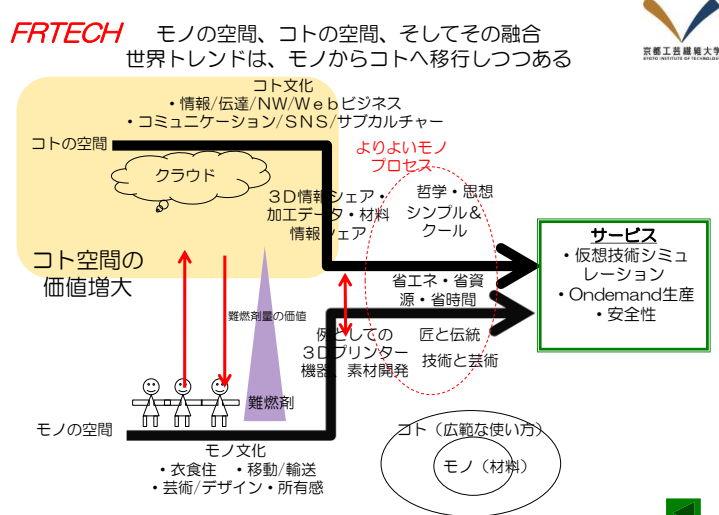 FRTECH
モノの空間、コトの空間、そしてその融合
世界トレンドは、モノからコトへ移行しつつある
京都工芸繊維大学
KYOTO INSTITUTE OF TECHNOLOGY
コト文化
・情報/伝達/NW/Webビジネス
・コミュニケーション/SNS/サブカルチャー
コトの空間
クラウド
よりよいモノ
プロセス
3D情報シェア・
加工データ・材料
情報シェア
哲学・思想
シンプル&
クール
コト空間の
価値増大
サービス
・仮想技術シミュ
レーション
・Ondemand生産
・安全性
省エネ・省資
源・省時間
難燃剤量の価値
例としての
3Dプリンター
機器、素材開発
匠と伝統
技術と芸術
難燃剤
モノの空間
モノ文化
・衣食住 ・移動/輸送
・芸術/デザイン・所有感
コト（広範な使い方）
モノ（材料）